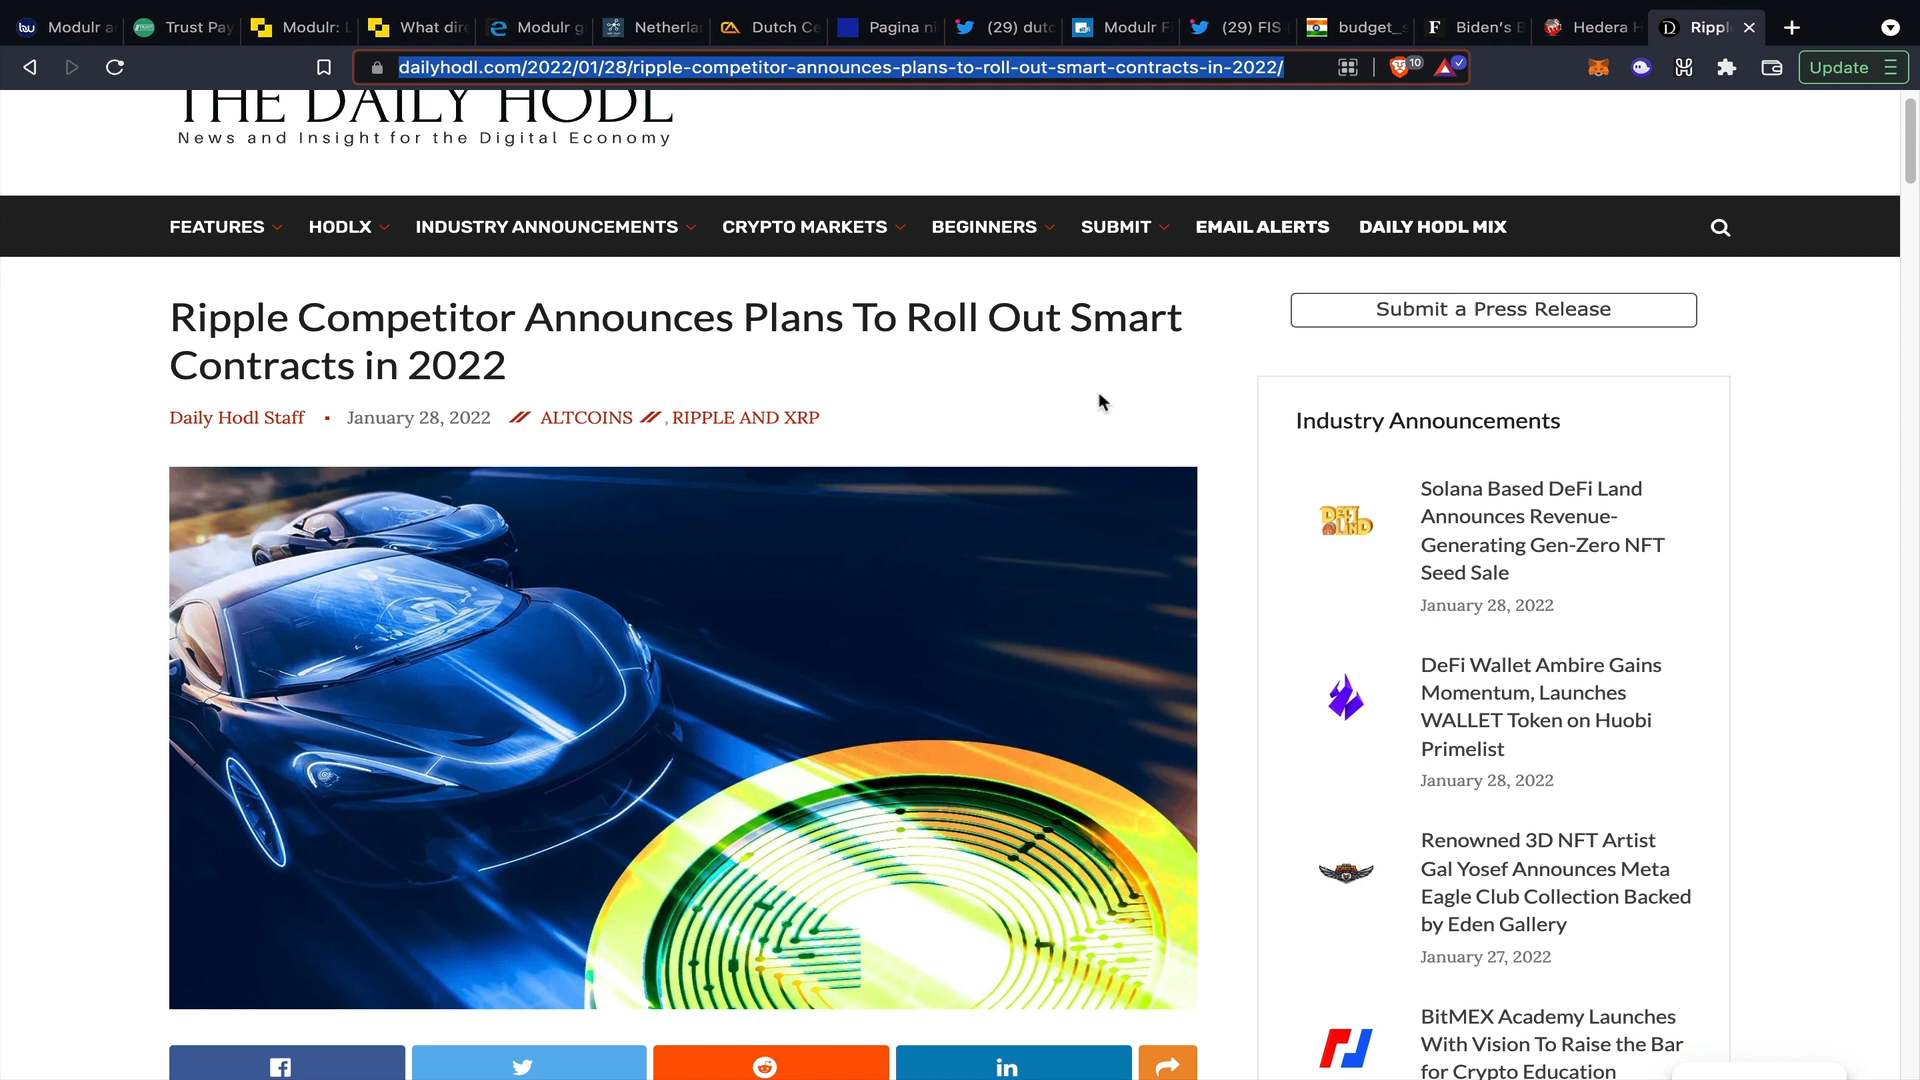 Modulr a
Trust Pay
Modulr: L
What dire
Modulr g
Netherla
Dutch Ce
Pagina ni
(29) dutc
Modulr F
(29) FIS
budget_s
Biden's B
Hedera H
Ripple
dailyhodl.com/2022/01/28/ripple-competitor-announces-plans-to-roll-out-smart-contracts-in-2022/
10
Update
THE DAILY HODL
News and Insight for the Digital Economy
FEATURES HODLX INDUSTRY ANNOUNCEMENTS CRYPTO MARKETS BEGINNERS SUBMIT EMAIL ALERTS DAILY HODL MIX
Ripple Competitor Announces Plans To Roll Out Smart
Contracts in 2022
Daily Hodl Staff ▪ January 28, 2022 // ALTCOINS // , RIPPLE AND XRP
Submit a Press Release
Industry Announcements
DEFI LAND
Solana Based DeFi Land
Announces Revenue-
Generating Gen-Zero NFT
Seed Sale
January 28, 2022
DeFi Wallet Ambire Gains
Momentum, Launches
WALLET Token on Huobi
Primelist
January 28, 2022
Renowned 3D NFT Artist
Gal Yosef Announces Meta
Eagle Club Collection Backed
by Eden Gallery
January 27, 2022
BitMEX Academy Launches
With Vision To Raise the Bar
for Crypto Education